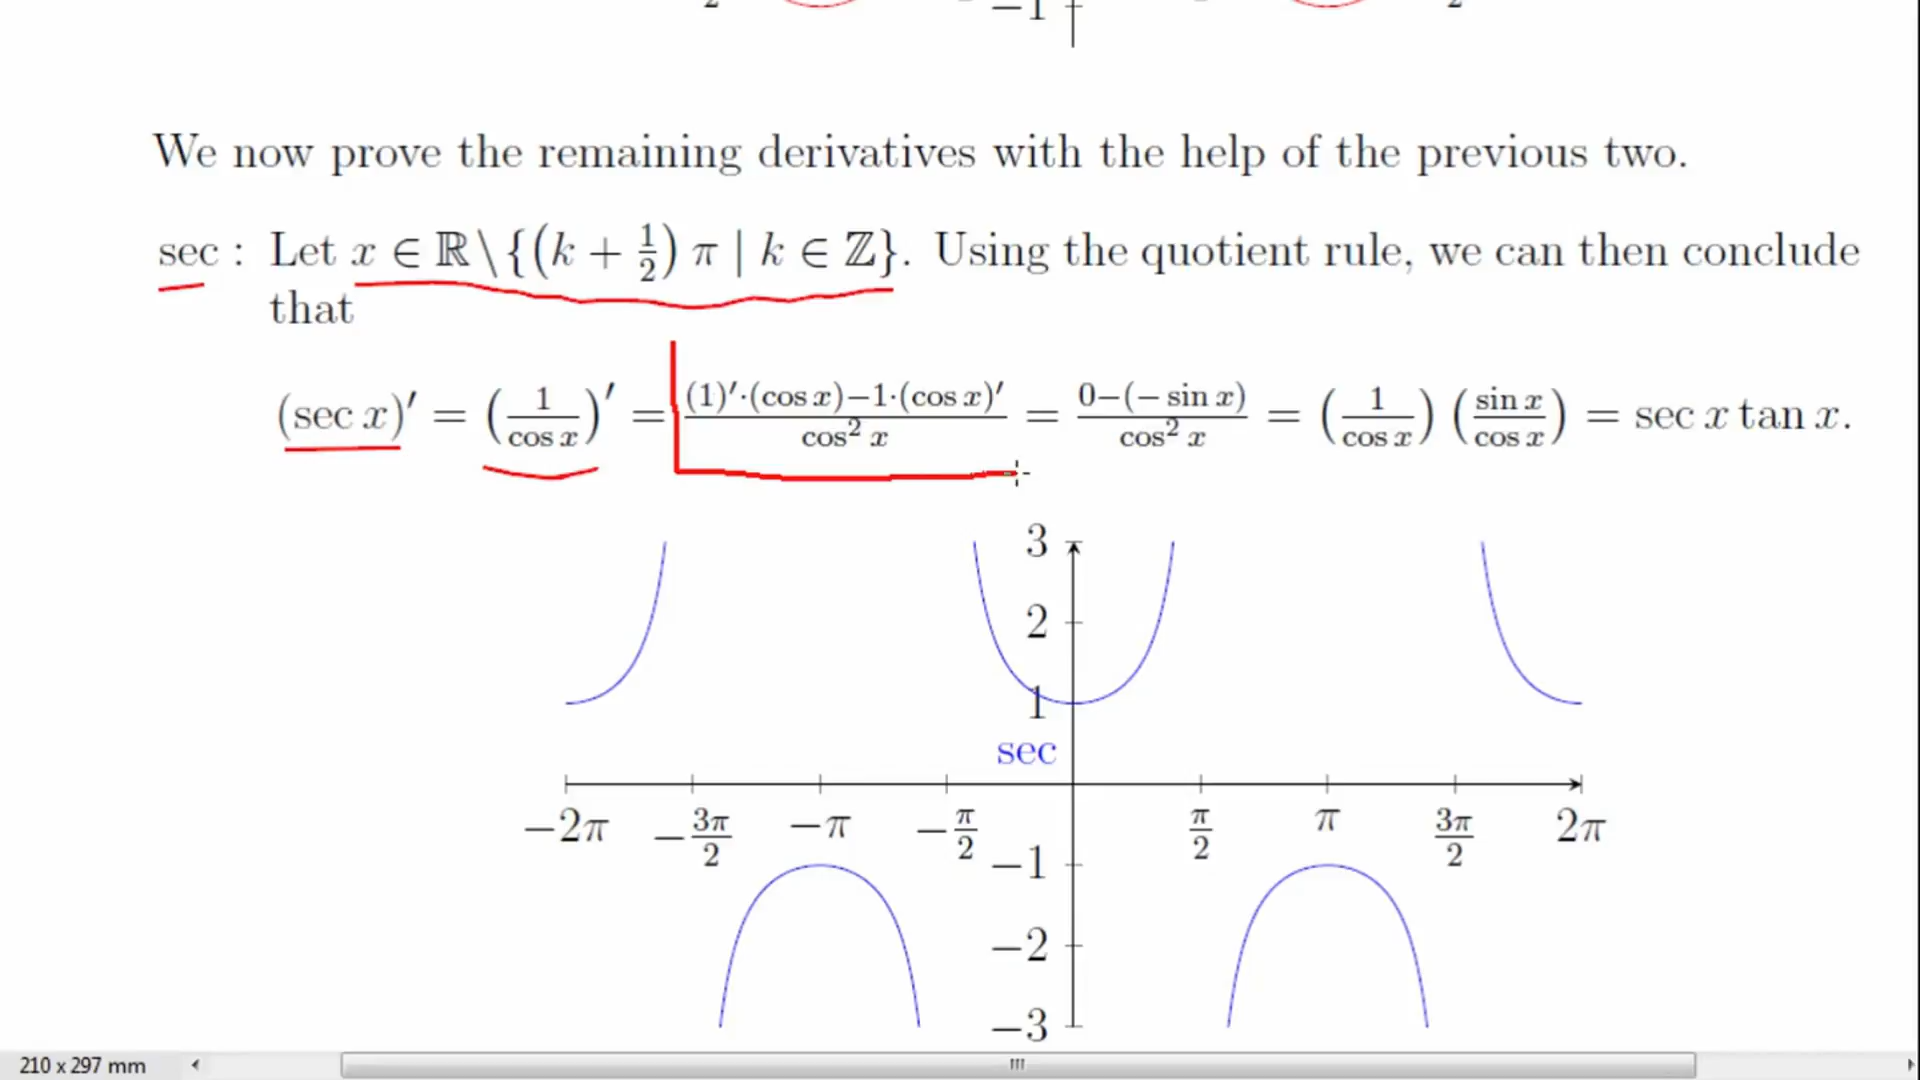 −1
We now prove the remaining derivatives with the help of the previous two.
sec : Let x ∈ ℝ\{(k + 1/2) π | k ∈ ℤ}. Using the quotient rule, we can then conclude
that
(sec x)′ = (1/cos x)′ = (1)′·(cos x)−1·(cos x)′/cos² x = 0−(− sin x)/cos² x = (1/cos x) (sin x/cos x) = sec x tan x.
3
2
1
sec
−2π −3π/2 −π −π/2 π/2 π 3π/2 2π
−1
−2
−3
210 x 297 mm